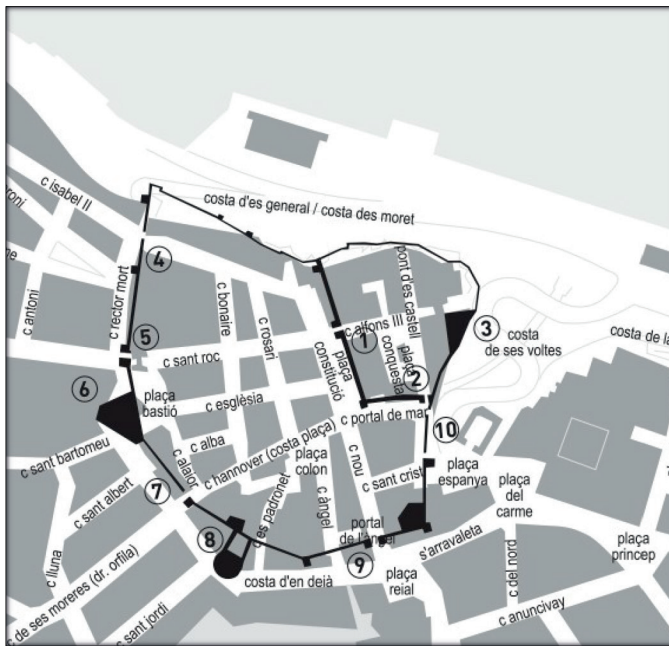 costa d'es general / costa des moret
c isabel II
c antoni
c rector mort
④
c bonaire
c rosari
pont d'es castell
c alfons III
①
③
costa
de ses voltes
costa de la
⑤
c sant roc
plaça
constitució
plaça
conquesta
②
⑥
plaça
bastió
c església
c portal de mar
⑩
c sant bartomeu
c alba
c alaior
c hannover (costa plaça)
plaça
colon
c nou
c sant crist
plaça
espanya
plaça
del
carme
c sant albert
⑦
c es padronet
c àngel
portal
de l'àngel
s'arravaleta
plaça
princep
c lluna
⑧
⑨
c del nord
c de ses moreres (dr. orfila)
costa d'en deià
plaça
reial
c sant jordi
c anuncivay